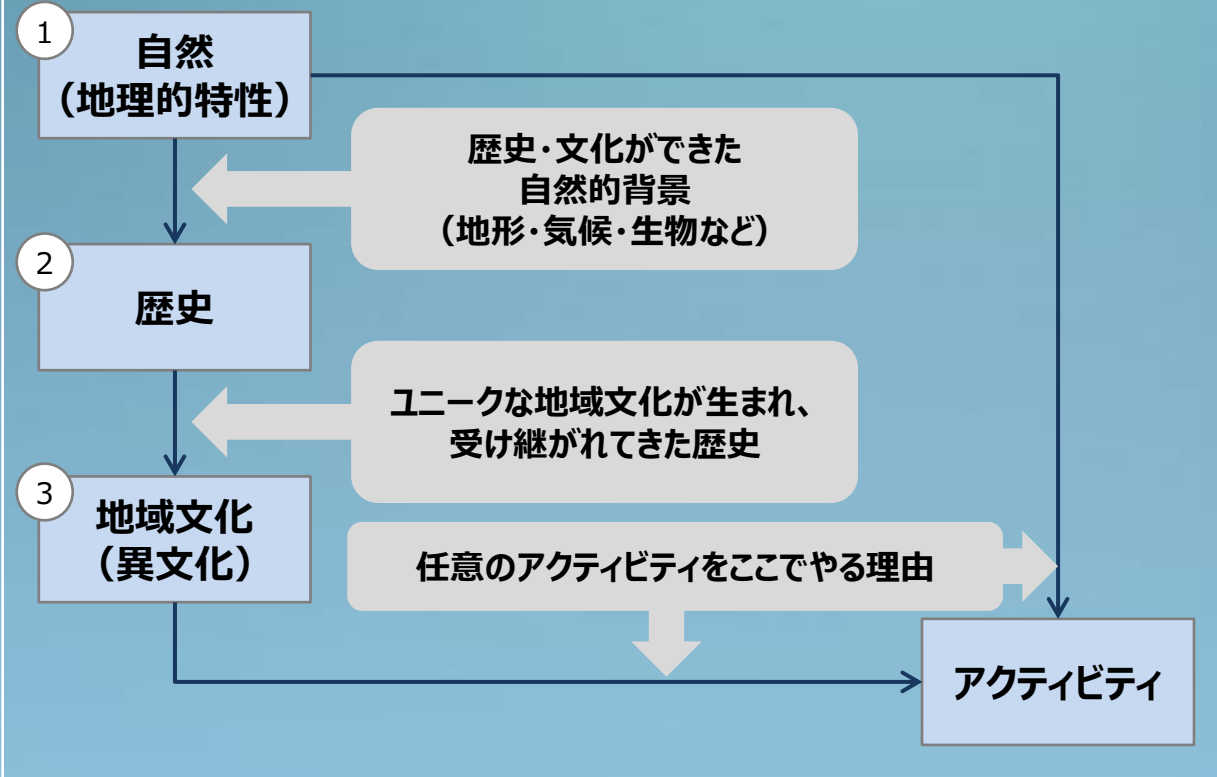 1
自然
（地理的特性）
歴史・文化ができた
自然的背景
（地形・気候・生物など）
2
歴史
ユニークな地域文化が生まれ、
受け継がれてきた歴史
3
地域文化
（異文化）
任意のアクティビティをここでやる理由
アクティビティ